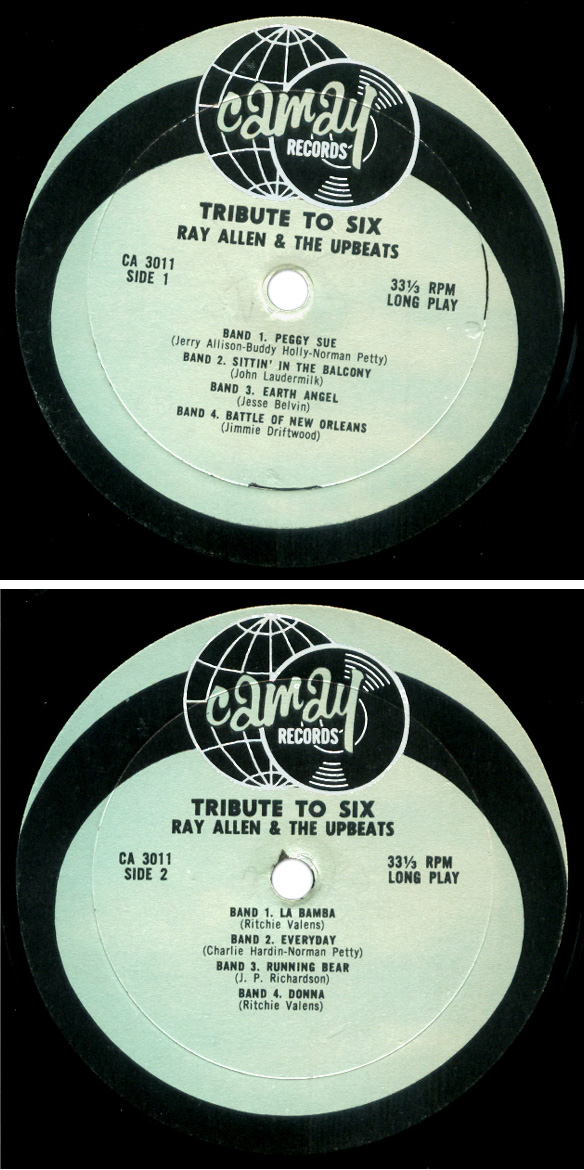 camay
RECORDS
TRIBUTE TO SIX
RAY ALLEN & THE UPBEATS
CA 3011
SIDE 1
33⅓ RPM
LONG PLAY
BAND 1. PEGGY SUE
(Jerry Allison-Buddy Holly-Norman Petty)
BAND 2. SITTIN' IN THE BALCONY
(John Laudermilk)
BAND 3. EARTH ANGEL
(Jesse Belvin)
BAND 4. BATTLE OF NEW ORLEANS
(Jimmie Driftwood)
camay
RECORDS
TRIBUTE TO SIX
RAY ALLEN & THE UPBEATS
CA 3011
SIDE 2
33⅓ RPM
LONG PLAY
BAND 1. LA BAMBA
(Ritchie Valens)
BAND 2. EVERYDAY
(Charlie Hardin-Norman Petty)
BAND 3. RUNNING BEAR
(J. P. Richardson)
BAND 4. DONNA
(Ritchie Valens)